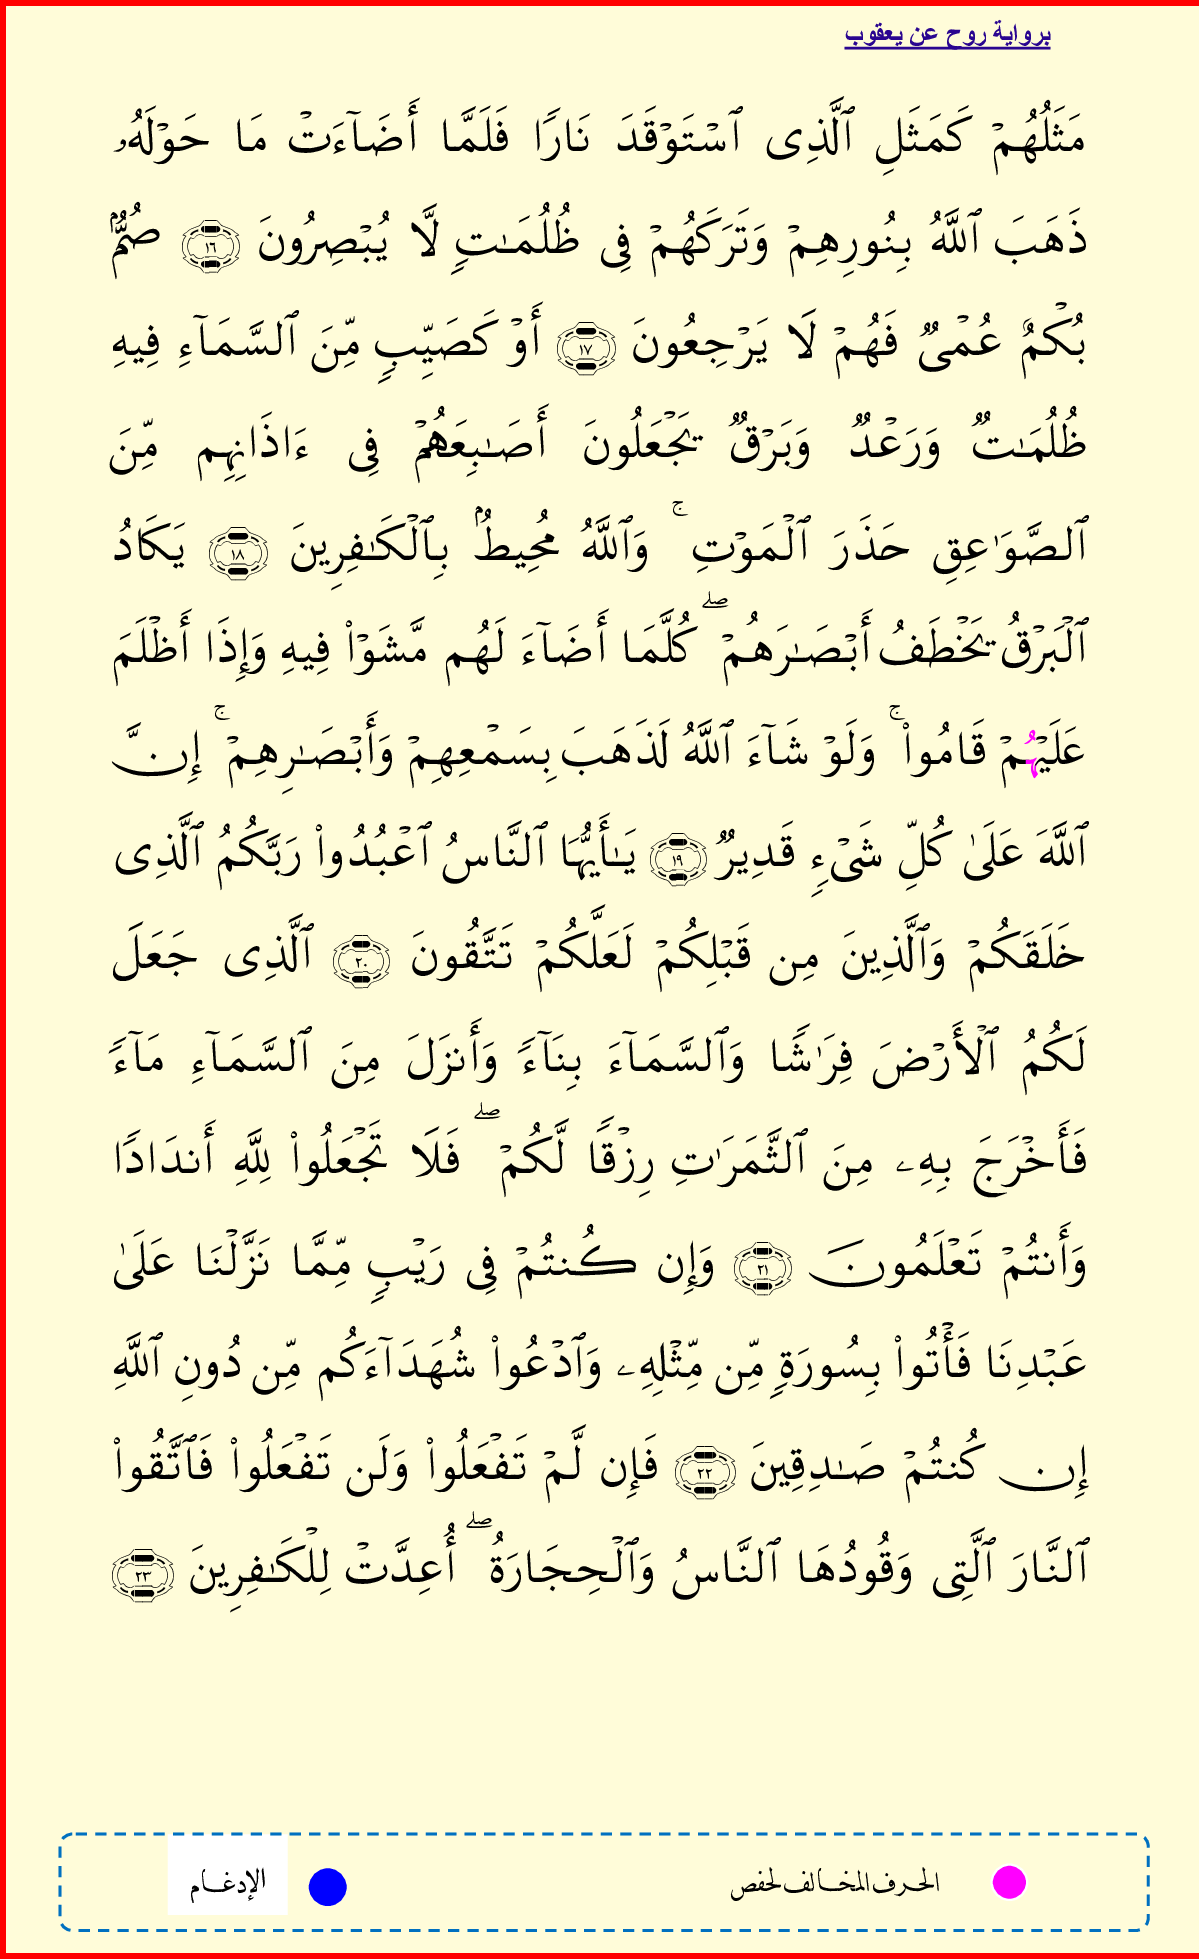 برواية روح عن يعقوب
مَثَلُهُمْ كَمَثَلِ ٱلَّذِى ٱسْتَوْقَدَ نَارًا فَلَمَّا أَضَآءَتْ مَا حَوْلَهُۥ
ذَهَبَ ٱللَّهُ بِنُورِهِمْ وَتَرَكَهُمْ فِى ظُلُمَـٰتٍ لَّا يُبْصِرُونَ ١٦ صُمٌّۢ
بُكْمٌ عُمْىٌ فَهُمْ لَا يَرْجِعُونَ ١٧ أَوْ كَصَيِّبٍ مِّنَ ٱلسَّمَآءِ فِيهِ
ظُلُمَـٰتٌ وَرَعْدٌ وَبَرْقٌ يَجْعَلُونَ أَصَـٰبِعَهُمْ فِى ءَاذَانِهِم مِّنَ
ٱلصَّوَٰعِقِ حَذَرَ ٱلْمَوْتِ ۚ وَٱللَّهُ مُحِيطٌۢ بِٱلْكَـٰفِرِينَ ١٨ يَكَادُ
ٱلْبَرْقُ يَخْطَفُ أَبْصَـٰرَهُمْ ۖ كُلَّمَا أَضَآءَ لَهُم مَّشَوْا۟ فِيهِ وَإِذَا أَظْلَمَ
عَلَيْهُمْ قَامُوا۟ ۚ وَلَوْ شَآءَ ٱللَّهُ لَذَهَبَ بِسَمْعِهِمْ وَأَبْصَـٰرِهِمْ ۚ إِنَّ
ٱللَّهَ عَلَىٰ كُلِّ شَىْءٍ قَدِيرٌ ١٩ يَـٰأَيُّهَا ٱلنَّاسُ ٱعْبُدُوا۟ رَبَّكُمُ ٱلَّذِى
خَلَقَكُمْ وَٱلَّذِينَ مِن قَبْلِكُمْ لَعَلَّكُمْ تَتَّقُونَ ٢٠ ٱلَّذِى جَعَلَ
لَكُمُ ٱلْأَرْضَ فِرَٰشًا وَٱلسَّمَآءَ بِنَآءً وَأَنزَلَ مِنَ ٱلسَّمَآءِ مَآءً
فَأَخْرَجَ بِهِۦ مِنَ ٱلثَّمَرَٰتِ رِزْقًا لَّكُمْ ۖ فَلَا تَجْعَلُوا۟ لِلَّهِ أَندَادًا
وَأَنتُمْ تَعْلَمُونَ ٢١ وَإِن كُنتُمْ فِى رَيْبٍ مِّمَّا نَزَّلْنَا عَلَىٰ
عَبْدِنَا فَأْتُوا۟ بِسُورَةٍ مِّن مِّثْلِهِۦ وَٱدْعُوا۟ شُهَدَآءَكُم مِّن دُونِ ٱللَّهِ
إِن كُنتُمْ صَـٰدِقِينَ ٢٢ فَإِن لَّمْ تَفْعَلُوا۟ وَلَن تَفْعَلُوا۟ فَٱتَّقُوا۟
ٱلنَّارَ ٱلَّتِى وَقُودُهَا ٱلنَّاسُ وَٱلْحِجَارَةُ ۖ أُعِدَّتْ لِلْكَـٰفِرِينَ ٢٣
الحرف المخالف لحفص
الإدغام